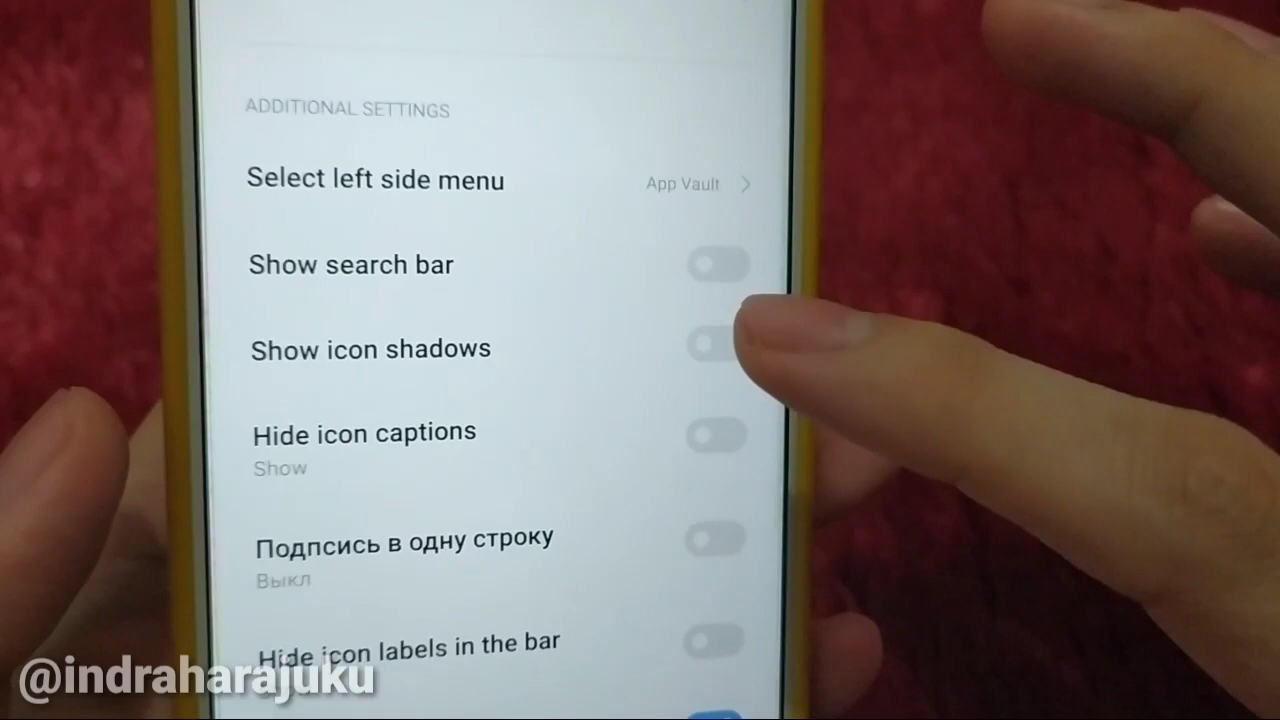 ADDITIONAL SETTINGS
Select left side menu
App Vault
Show search bar
Show icon shadows
Hide icon captions
Show
Подпсись в одну строку
Выкл
Hide icon labels in the bar
@indraharajuku